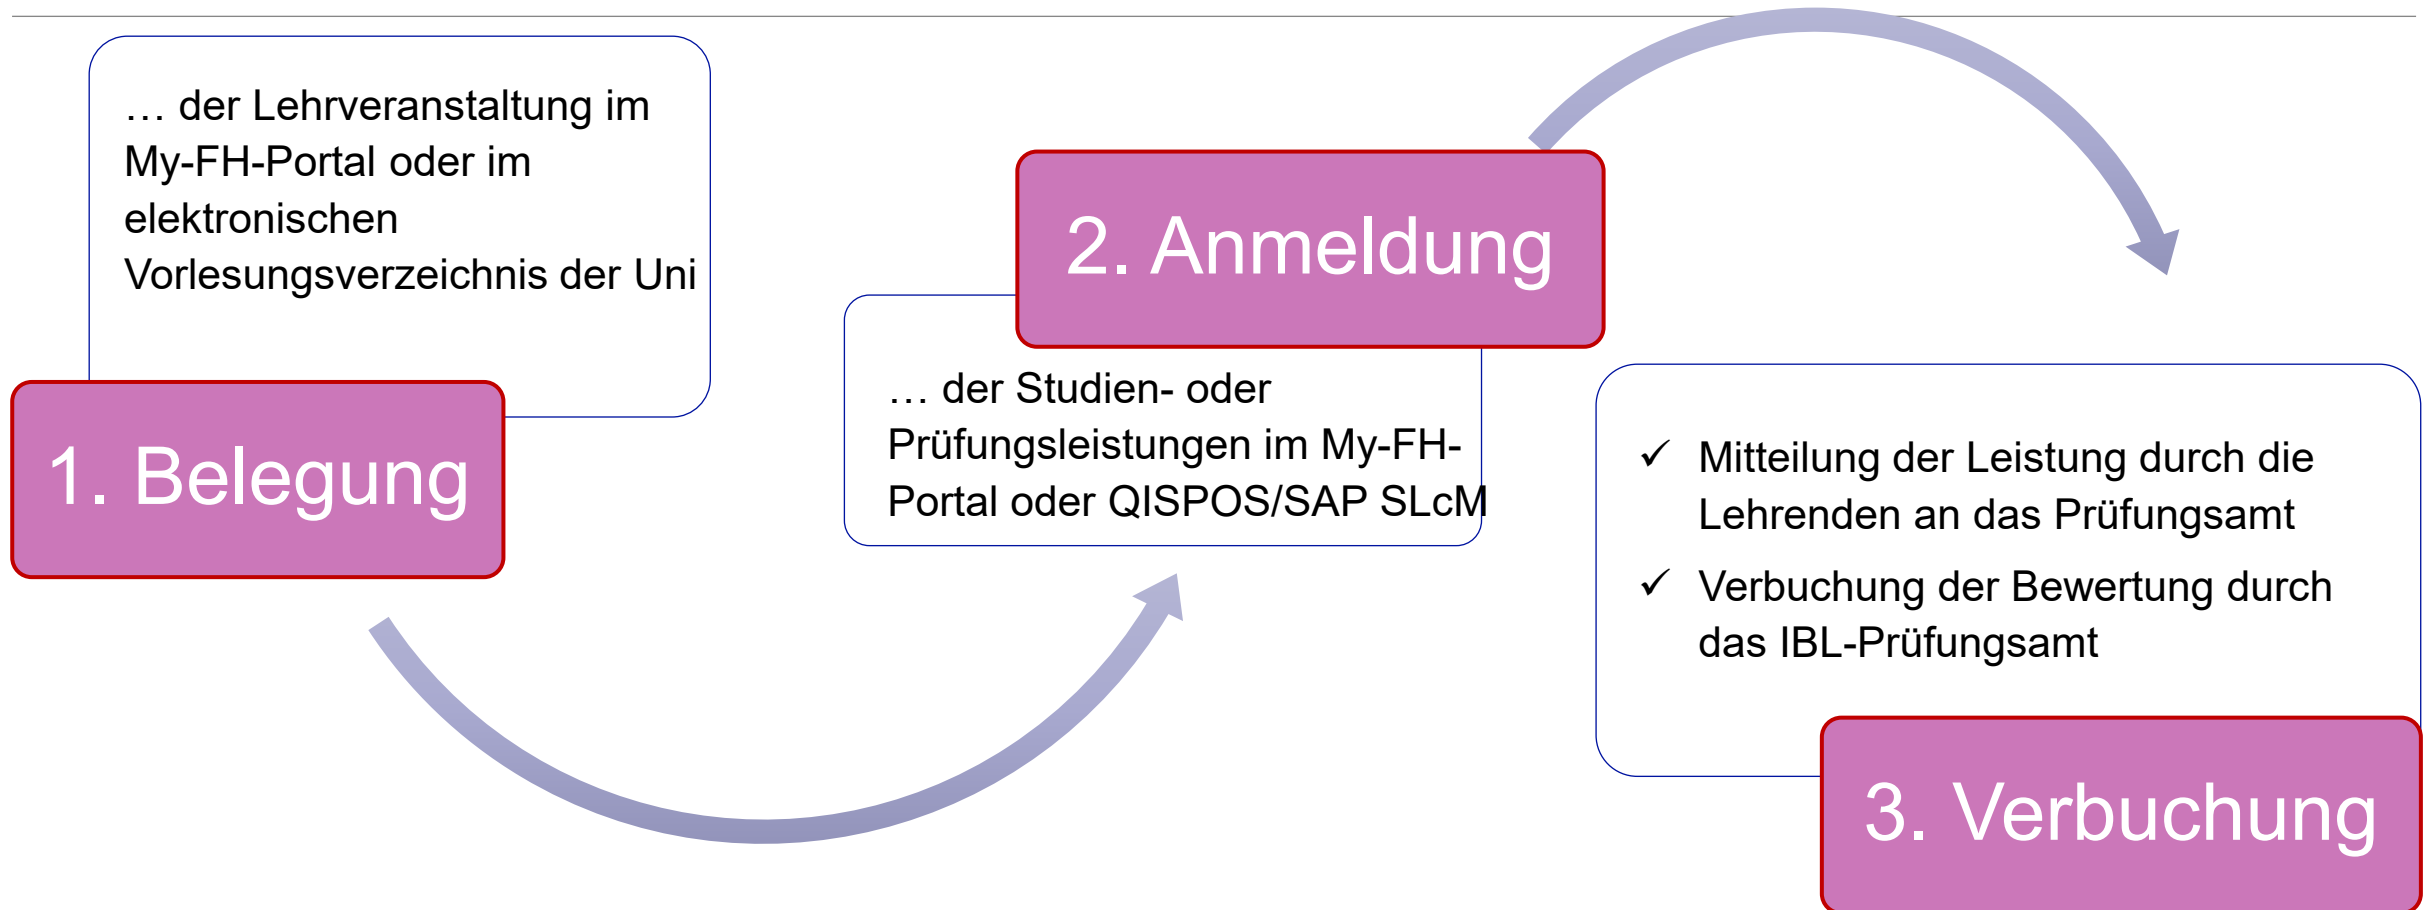 … der Lehrveranstaltung im
My-FH-Portal oder im
elektronischen
Vorlesungsverzeichnis der Uni
1. Belegung
2. Anmeldung
… der Studien- oder
Prüfungsleistungen im My-FH-
Portal oder QISPOS/SAP SLcM
✓ Mitteilung der Leistung durch die
Lehrenden an das Prüfungsamt
✓ Verbuchung der Bewertung durch
das IBL-Prüfungsamt
3. Verbuchung